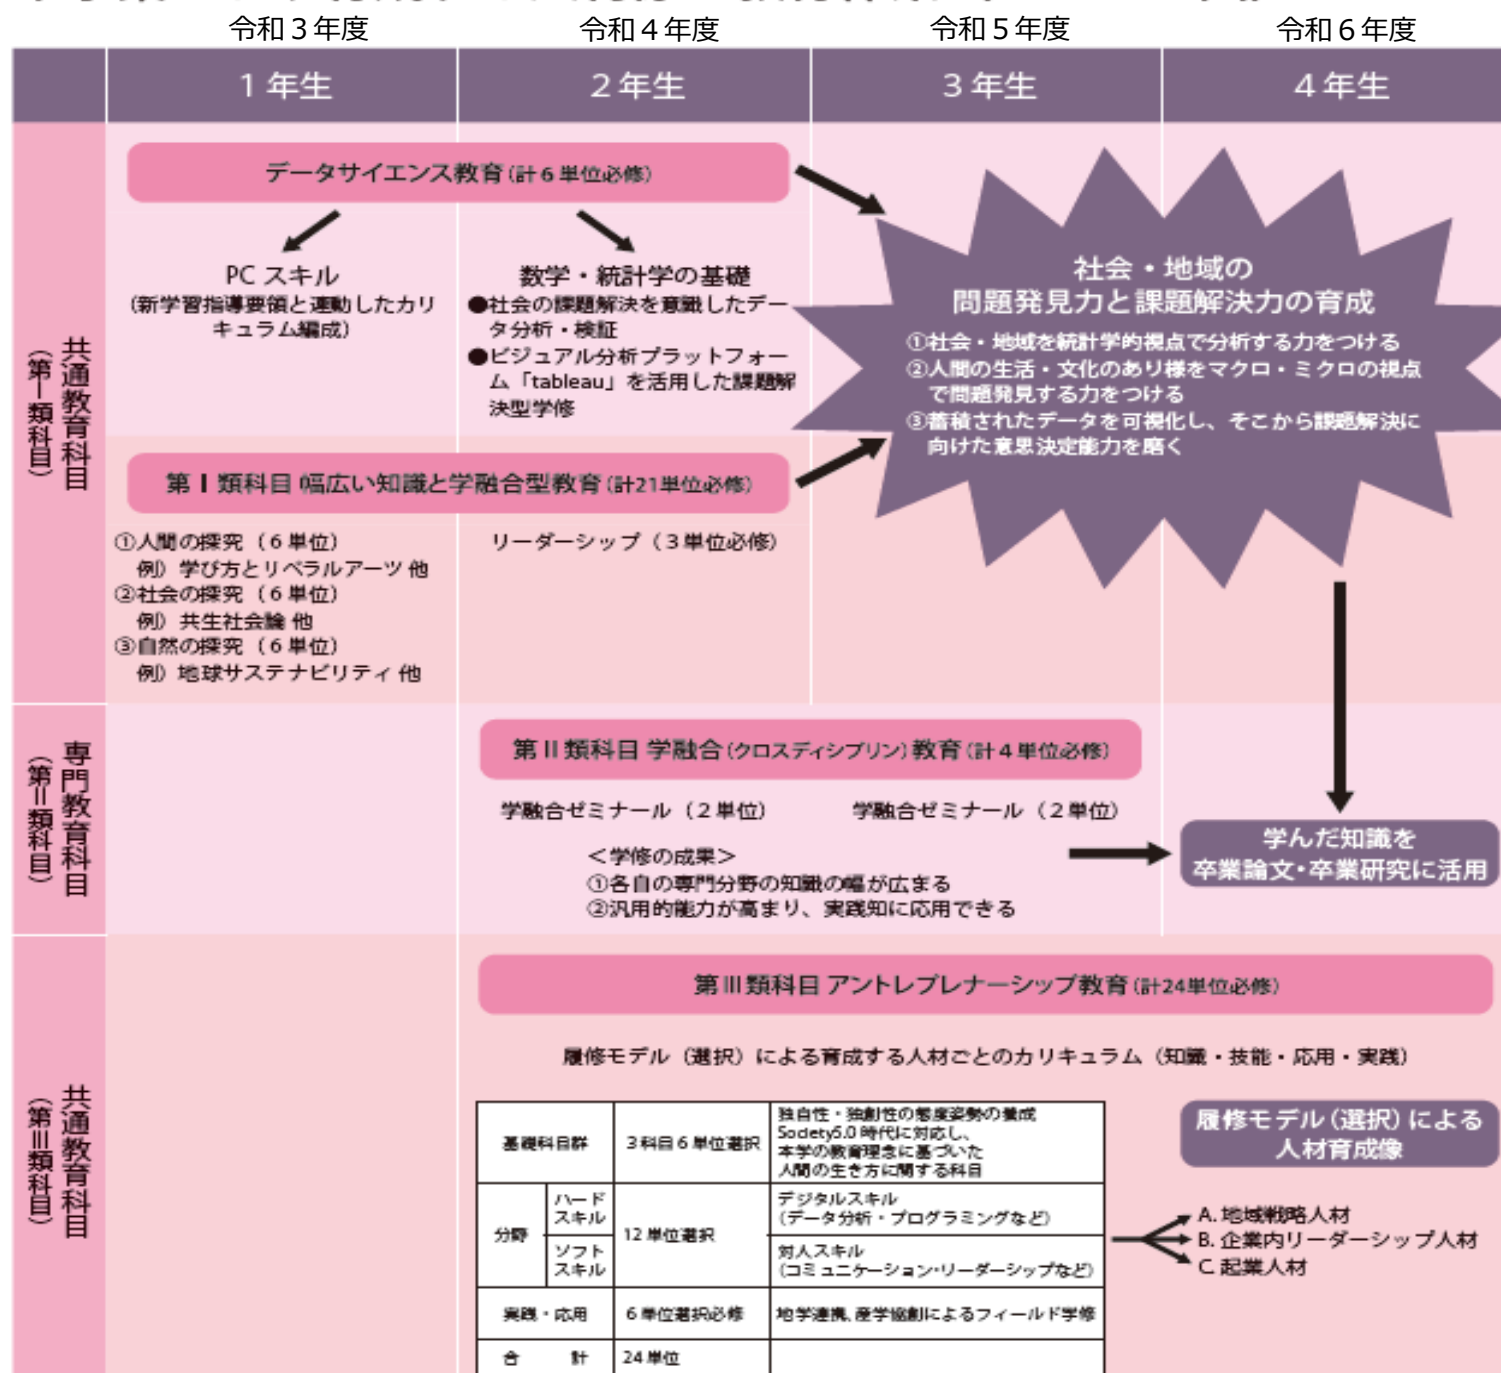 令和３年度
令和４年度
令和５年度
令和６年度
１年生
２年生
３年生
４年生
共通教育科目
（第Ⅰ類科目）
データサイエンス教育（計６単位必修）
PC スキル
（新学習指導要領と連動したカリ
キュラム編成）
数学・統計学の基礎
●社会の課題解決を意識したデー
タ分析・検証
●ビジュアル分析プラットフォー
ム「tableau」を活用した課題解
決型学修
社会・地域の
問題発見力と課題解決力の育成
①社会・地域を統計学的視点で分析する力をつける
②人間の生活・文化のあり様をマクロ・ミクロの視点
で問題発見する力をつける
③蓄積されたデータを可視化し、そこから課題解決に
向けた意思決定能力を磨く
第Ⅰ類科目 幅広い知識と学融合型教育（計21単位必修）
①人間の探究（６単位）
例）学び方とリベラルアーツ 他
②社会の探究（６単位）
例）共生社会論 他
③自然の探究（６単位）
例）地球サステナビリティ 他
リーダーシップ（３単位必修）
専門教育科目
（第Ⅱ類科目）
第Ⅱ類科目 学融合（クロスディシプリン）教育（計４単位必修）
学融合ゼミナール（２単位）
学融合ゼミナール（２単位）
＜学修の成果＞
①各自の専門分野の知識の幅が広まる
②汎用的能力が高まり、実践知に応用できる
学んだ知識を
卒業論文・卒業研究に活用
共通教育科目
（第Ⅲ類科目）
第Ⅲ類科目 アントレプレナーシップ教育（計24単位必修）
履修モデル（選択）による育成する人材ごとのカリキュラム（知識・技能・応用・実践）
基礎科目群
３科目６単位選択
独自性・独創性の態度姿勢の養成
Society5.0 時代に対応し、
本学の教育理念に基づいた
人間の生き方に関する科目
分野
ハード
スキル
12 単位選択
デジタルスキル
（データ分析・プログラミングなど）
ソフト
スキル
対人スキル
（コミュニケーション・リーダーシップなど）
実践・応用
６単位選択必修
地学連携、産学協創によるフィールド学修
合 計
24 単位
履修モデル（選択）による
人材育成像
A. 地域戦略人材
B. 企業内リーダーシップ人材
C. 起業人材